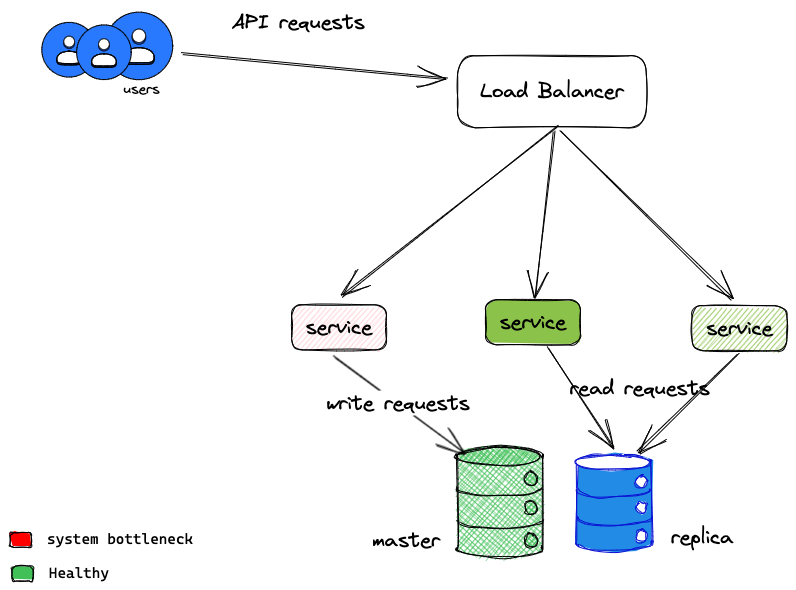 API requests
users
Load Balancer
service
service
service
read requests
write requests
master
replica
system bottleneck
Healthy